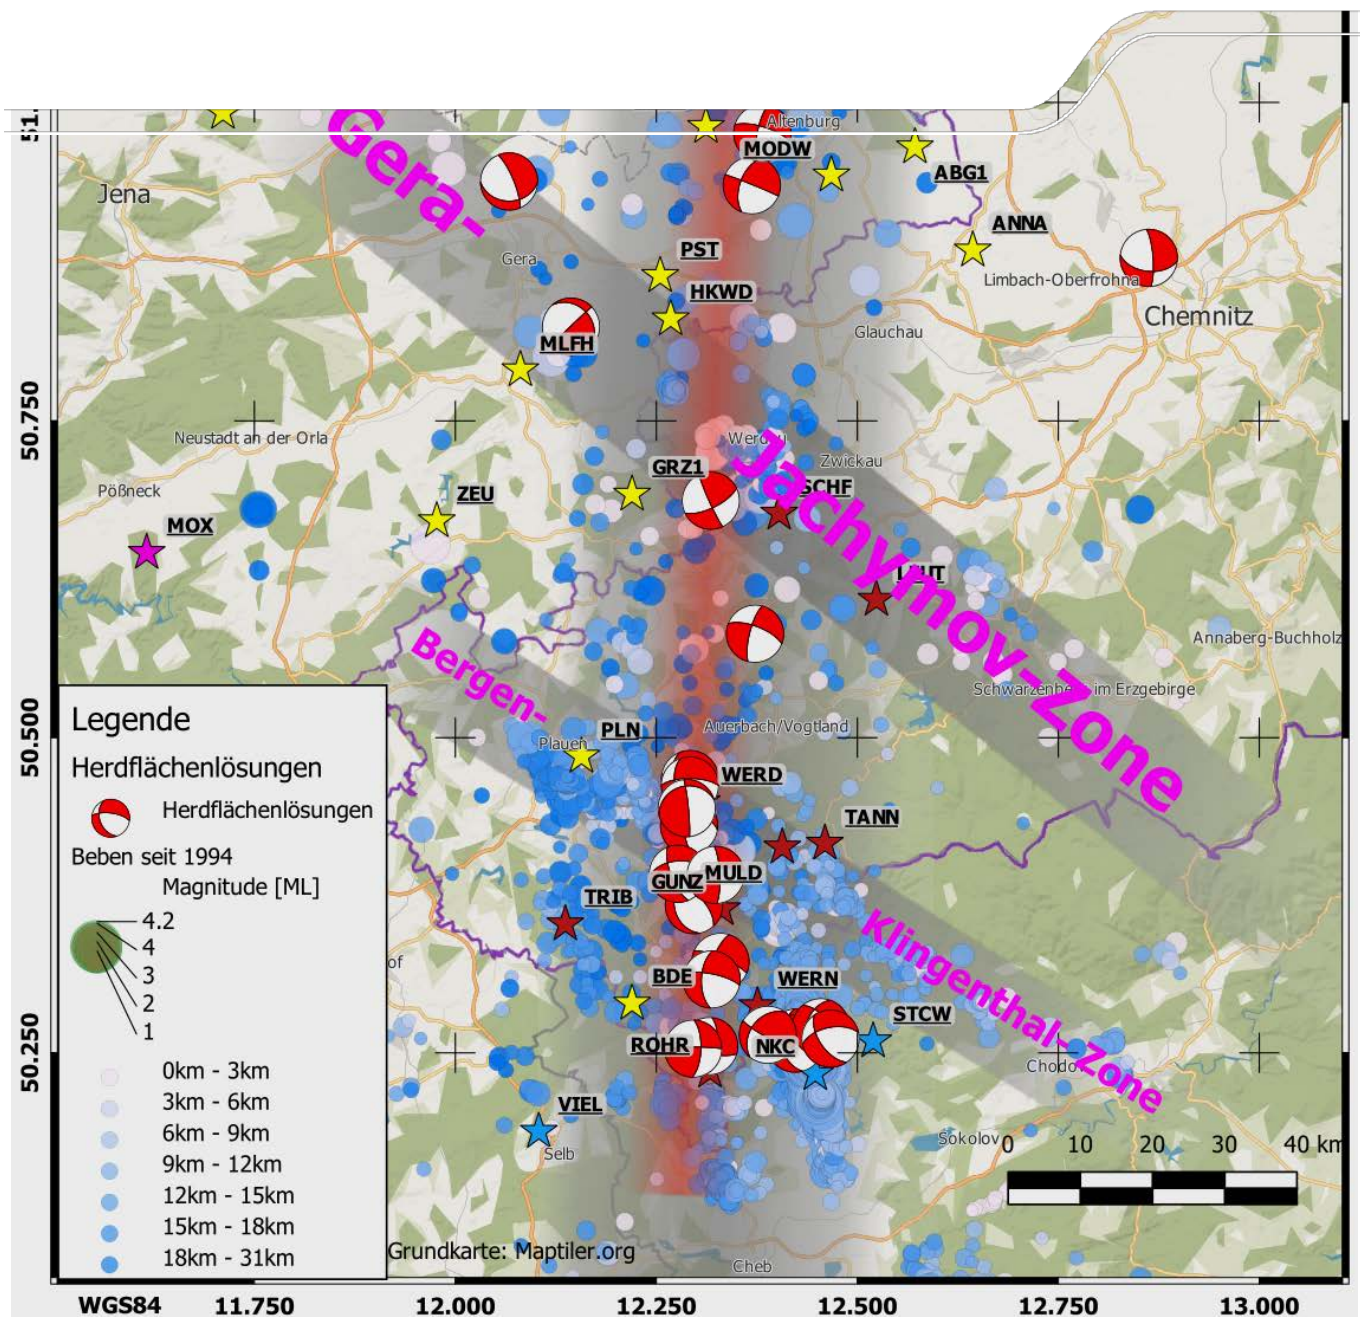 Altenburg
MODW
ABG1
Jena
Gera-
ANNA
PST
Gera
Limbach-Oberfrohna
HKWD
Chemnitz
Glauchau
MLFH
50.750
Neustadt an der Orla
Werdau
Zwickau
GRZ1
Pößneck
ZEU
SCHF
MOX
Jachymov-Zone
Annaberg-Buchholz
Bergen-
im Erzgebirge
Legende
50.500
Auerbach/Vogtland
PLN
Plauen
Herdflächenlösungen
WERD
Herdflächenlösungen
TANN
Beben seit 1994
Magnitude [ML]
MULD
GUNZ
TRIB
4.2
4
3
2
1
Klingenthal-Zone
of
BDE
WERN
STCW
50.250
ROHR
NKC
Chodov
0km - 3km
3km - 6km
VIEL
6km - 9km
Sokolov
0 10 20 30 40 km
Selb
9km - 12km
12km - 15km
15km - 18km
18km - 31km
Grundkarte: Maptiler.org
Cheb
WGS84 11.750 12.000 12.250 12.500 12.750 13.000